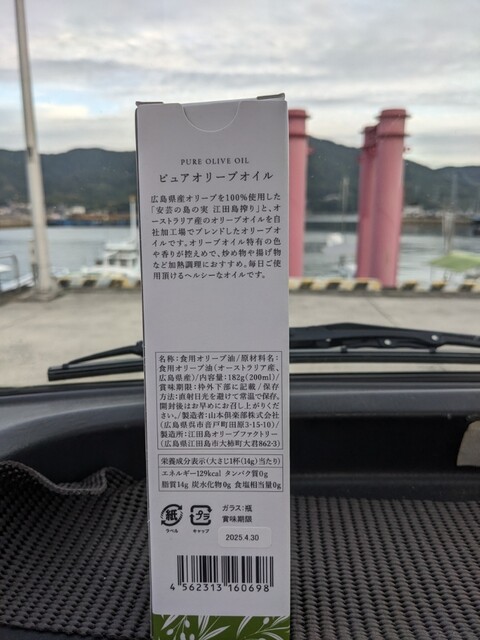 PURE OLIVE OIL
ピュアオリーブオイル
広島県産オリーブを100%使用した
「安芸の島の実 江田島搾り」と、オ
ーストラリア産のオリーブオイルを自
社加工場でブレンドしたオリーブオ
イルです。オリーブオイル特有の色
や香りが控えめで、炒め物や揚げ物
など加熱調理におすすめ。毎日ご使
用頂けるヘルシーなオイルです。
名称:食用オリーブ油/原材料名:
食用オリーブ油(オーストラリア産、
広島県産)/内容量:182g(200ml)/
賞味期限:枠外下部に記載/保存
方法:直射日光を避けて常温で保存。
開封後はお早めにお召し上がりくだ
さい。/製造者:山本倶楽部株式会社
(広島県呉市音戸町田原3-15-10)/
製造所:江田島オリーブファクトリー
(広島県江田島市大柿町大君862-3)
栄養成分表示(大さじ1杯(14g)当たり)
エネルギー129kcal タンパク質0g
脂質14g 炭水化物0g 食塩相当量0g
紙
ラベル
プラ
キャップ
ガラス:瓶
賞味期限
2025.4.30
4 562313 160698